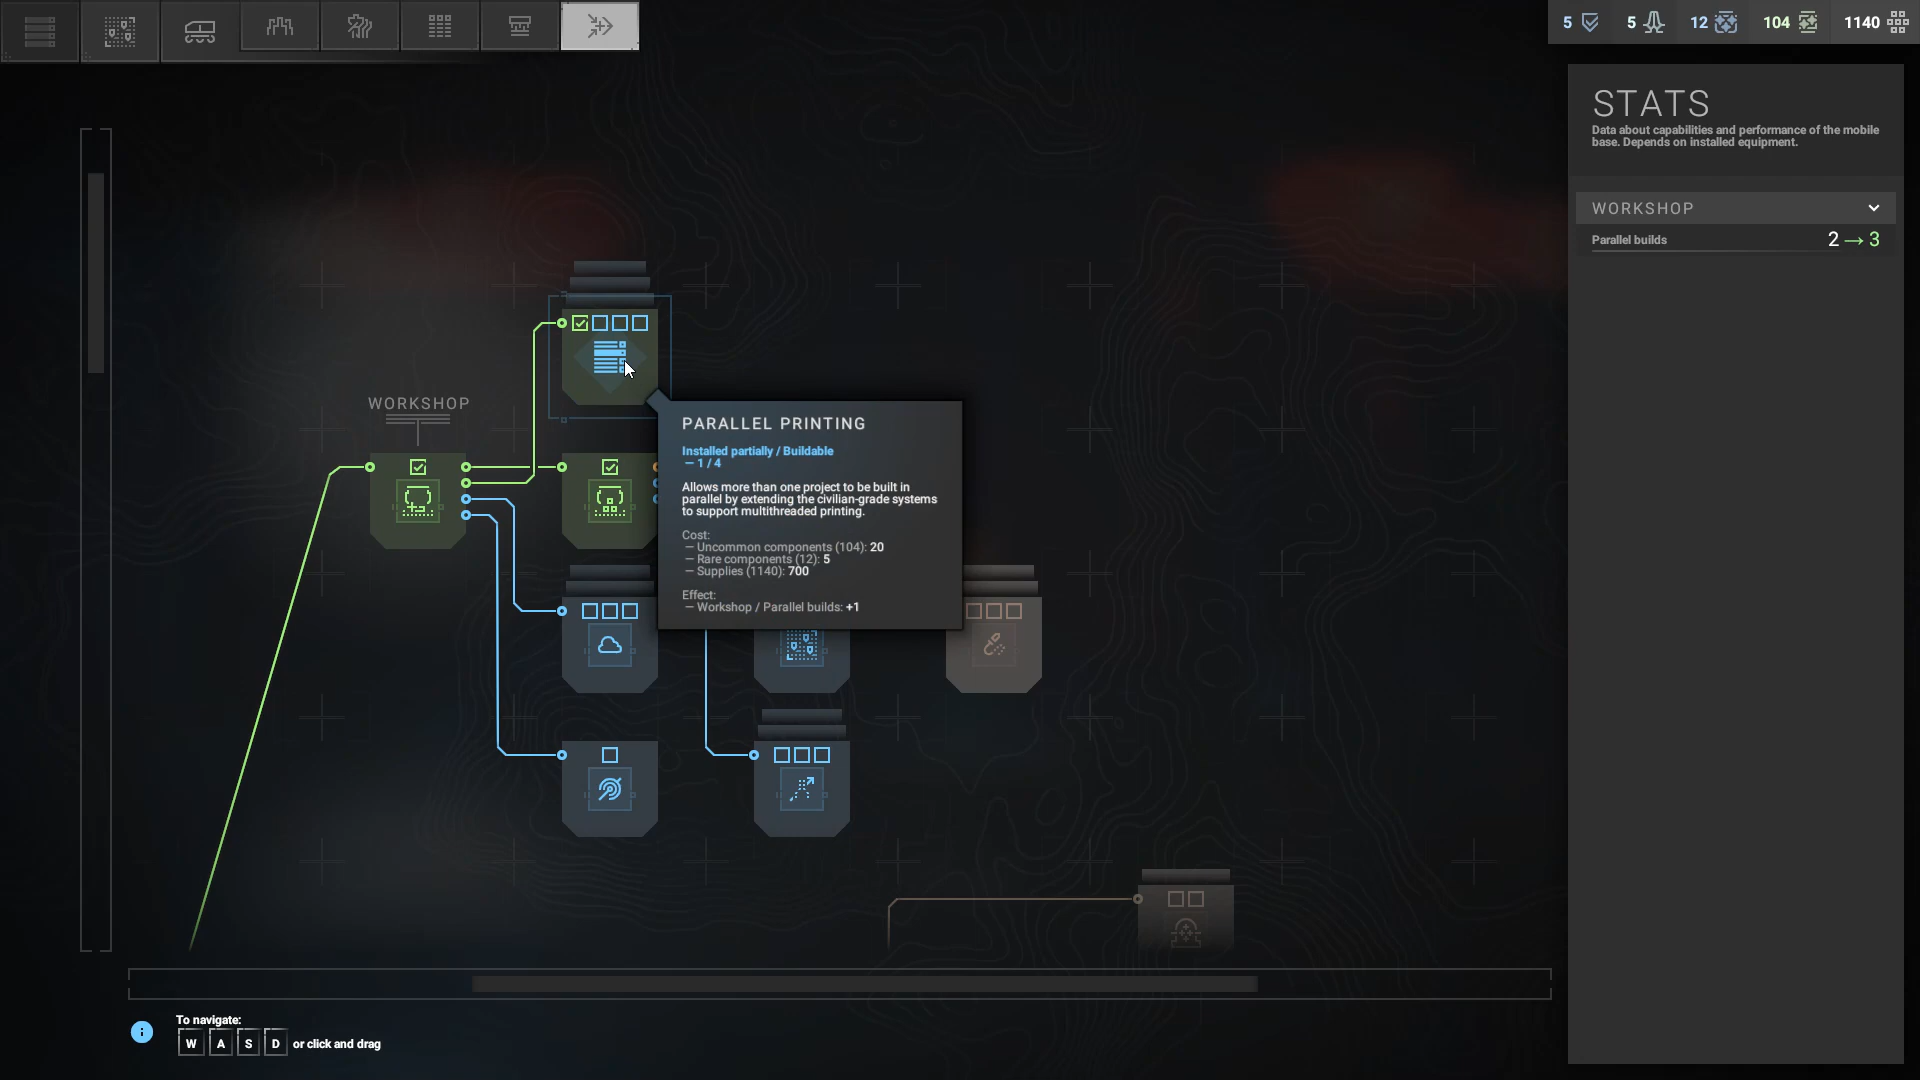 5 5 12 104 1140
STATS
Data about capabilities and performance of the mobile
base. Depends on installed equipment.
WORKSHOP
Parallel builds 2 → 3
WORKSHOP
PARALLEL PRINTING
Installed partially / Buildable
— 1 / 4
Allows more than one project to be built in
parallel by extending the civilian-grade systems
to support multithreaded printing.
Cost:
— Uncommon components (104): 20
— Rare components (12): 5
— Supplies (1140): 700
Effect:
— Workshop / Parallel builds: +1
To navigate:
W A S D or click and drag